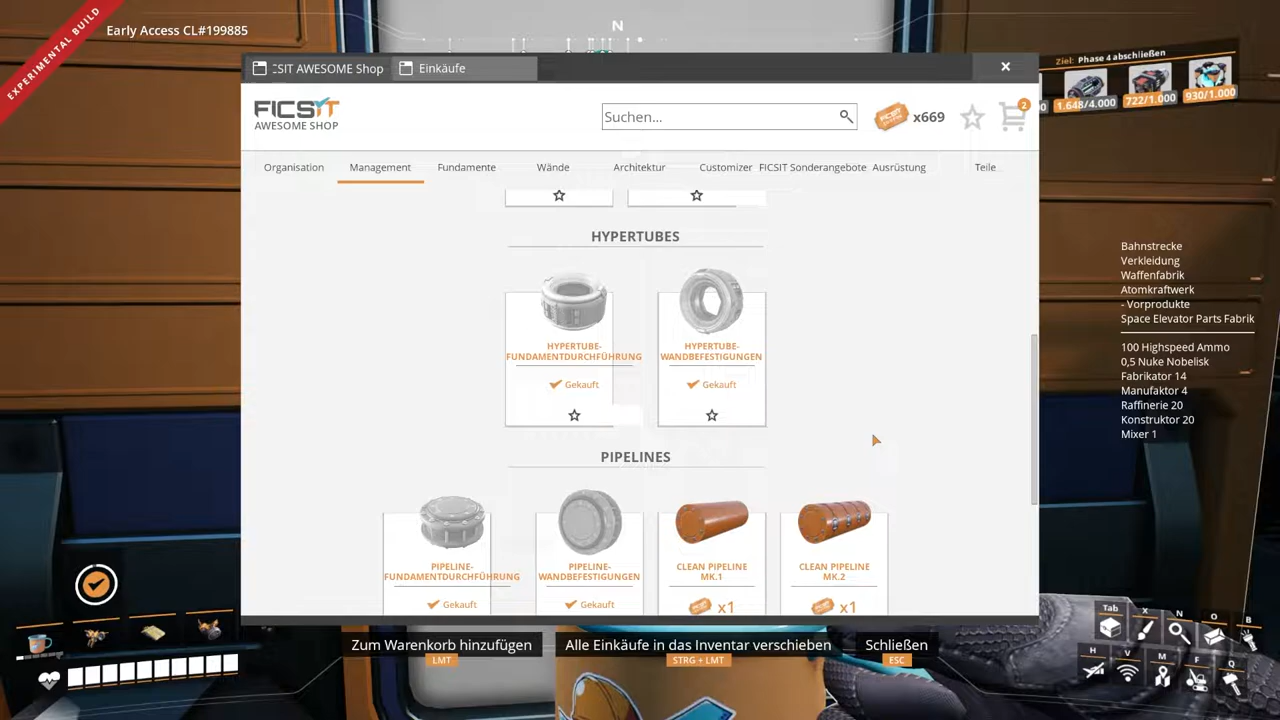 EXPERIMENTAL BUILD
Early Access CL#199885
N
Ziel: Phase 4 abschließen
1.648/4.000
722/1.000
930/1.000
CSIT AWESOME Shop
Einkäufe
FICSIT
AWESOME SHOP
Suchen...
x669
2
Organisation
Management
Fundamente
Wände
Architektur
Customizer
FICSIT Sonderangebote
Ausrüstung
Teile
HYPERTUBES
HYPERTUBE-
FUNDAMENTDURCHFÜHRUNG
Gekauft
HYPERTUBE-
WANDBEFESTIGUNGEN
Gekauft
PIPELINES
PIPELINE-
FUNDAMENTDURCHFÜHRUNG
Gekauft
PIPELINE-
WANDBEFESTIGUNGEN
Gekauft
CLEAN PIPELINE
MK.1
x1
CLEAN PIPELINE
MK.2
x1
Bahnstrecke
Verkleidung
Waffenfabrik
Atomkraftwerk
- Vorprodukte
Space Elevator Parts Fabrik
100 Highspeed Ammo
0,5 Nuke Nobelisk
Fabrikator 14
Manufaktor 4
Raffinerie 20
Konstruktor 20
Mixer 1
Zum Warenkorb hinzufügen
LMT
Alle Einkäufe in das Inventar verschieben
STRG + LMT
Schließen
ESC
Tab
X
N
O
B
H
V
M
F
Q